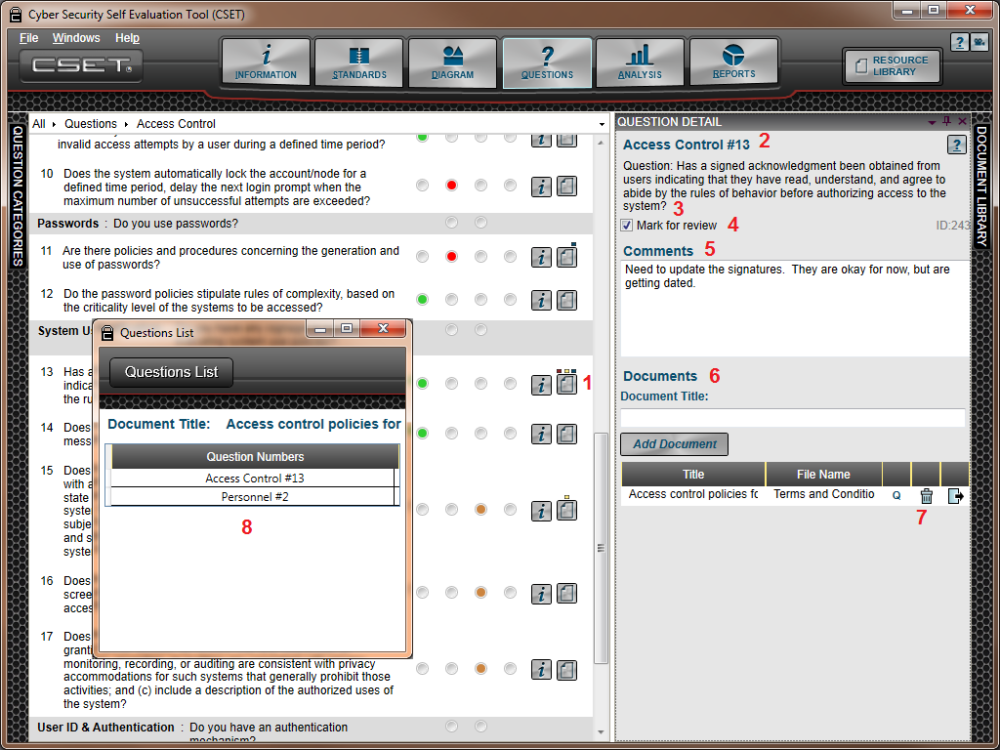 Cyber Security Self Evaluation Tool (CSET)
File Windows Help
CSET
INFORMATION
STANDARDS
DIAGRAM
QUESTIONS
ANALYSIS
REPORTS
RESOURCE
LIBRARY
QUESTION CATEGORIES
All Questions Access Control
invalid access attempts by a user during a defined time period?
10 Does the system automatically lock the account/node for a
defined time period, delay the next login prompt when the
maximum number of unsuccessful attempts are exceeded?
Passwords : Do you use passwords?
11 Are there policies and procedures concerning the generation and
use of passwords?
12 Do the password policies stipulate rules of complexity, based on
the criticality level of the systems to be accessed?
System U
13 Has a
indica
the ru
1
14 Does
mess
15 Does
with a
state
syste
subje
and s
syste
16 Does
scree
acces
17 Does
granti
monitoring, recording, or auditing are consistent with privacy
accommodations for such systems that generally prohibit those
activities; and (c) include a description of the authorized uses of
the system?
User ID & Authentication : Do you have an authentication
mechanism?
Questions List
Questions List
Document Title: Access control policies for
Question Numbers
Access Control #13
Personnel #2
8
QUESTION DETAIL
Access Control #13 2
Question: Has a signed acknowledgment been obtained from
users indicating that they have read, understand, and agree to
abide by the rules of behavior before authorizing access to the
system? 3
Mark for review 4 ID:243
Comments 5
Need to update the signatures. They are okay for now, but are
getting dated.
Documents 6
Document Title:
Add Document
Title File Name
Access control policies fo Terms and Conditio Q
7
DOCUMENT LIBRARY